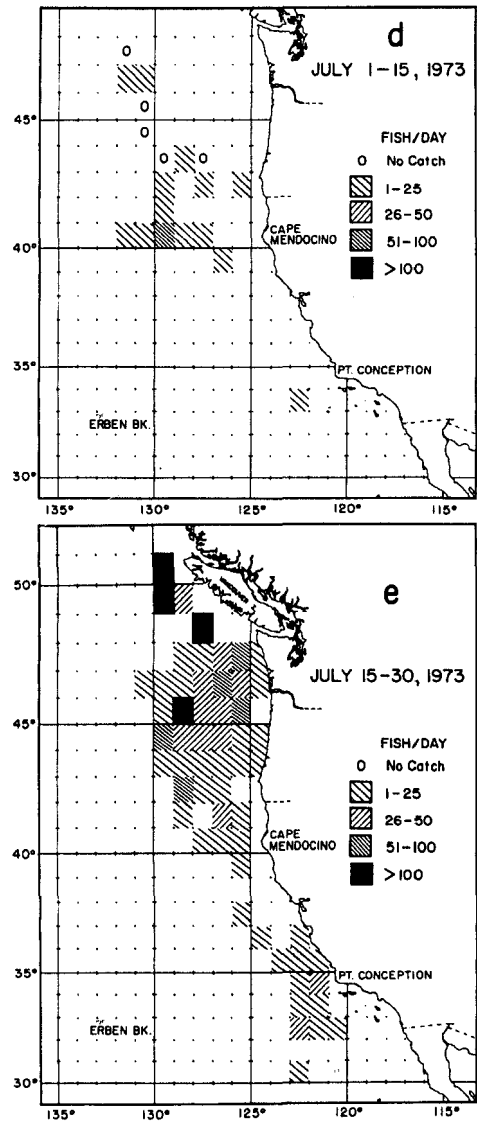 d
JULY 1-15, 1973
45°
FISH/DAY
O No Catch
1-25
26-50
51-100
>100
CAPE
MENDOCINO
40°
35°
PT. CONCEPTION
ERBEN BK.
30°
135° 130° 125° 120° 115°
50°
e
JULY 15-30, 1973
45°
FISH/DAY
O No Catch
1-25
26-50
51-100
>100
CAPE
MENDOCINO
40°
35°
PT. CONCEPTION
ERBEN BK.
30°
135° 130° 125° 120° 115°